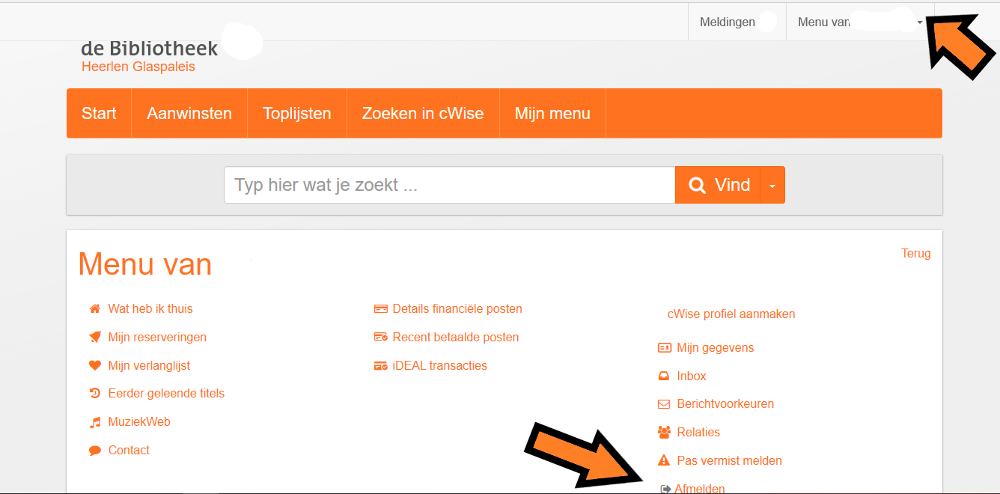 Meldingen
Menu van
de Bibliotheek
Heerlen Glaspaleis
Start Aanwinsten Toplijsten Zoeken in cWise Mijn menu
Typ hier wat je zoekt ... Vind
Menu van
Terug
Wat heb ik thuis
Mijn reserveringen
Mijn verlanglijst
Eerder geleende titels
MuziekWeb
Contact
Details financiële posten
Recent betaalde posten
iDEAL transacties
cWise profiel aanmaken
Mijn gegevens
Inbox
Berichtvoorkeuren
Relaties
Pas vermist melden
Afmelden